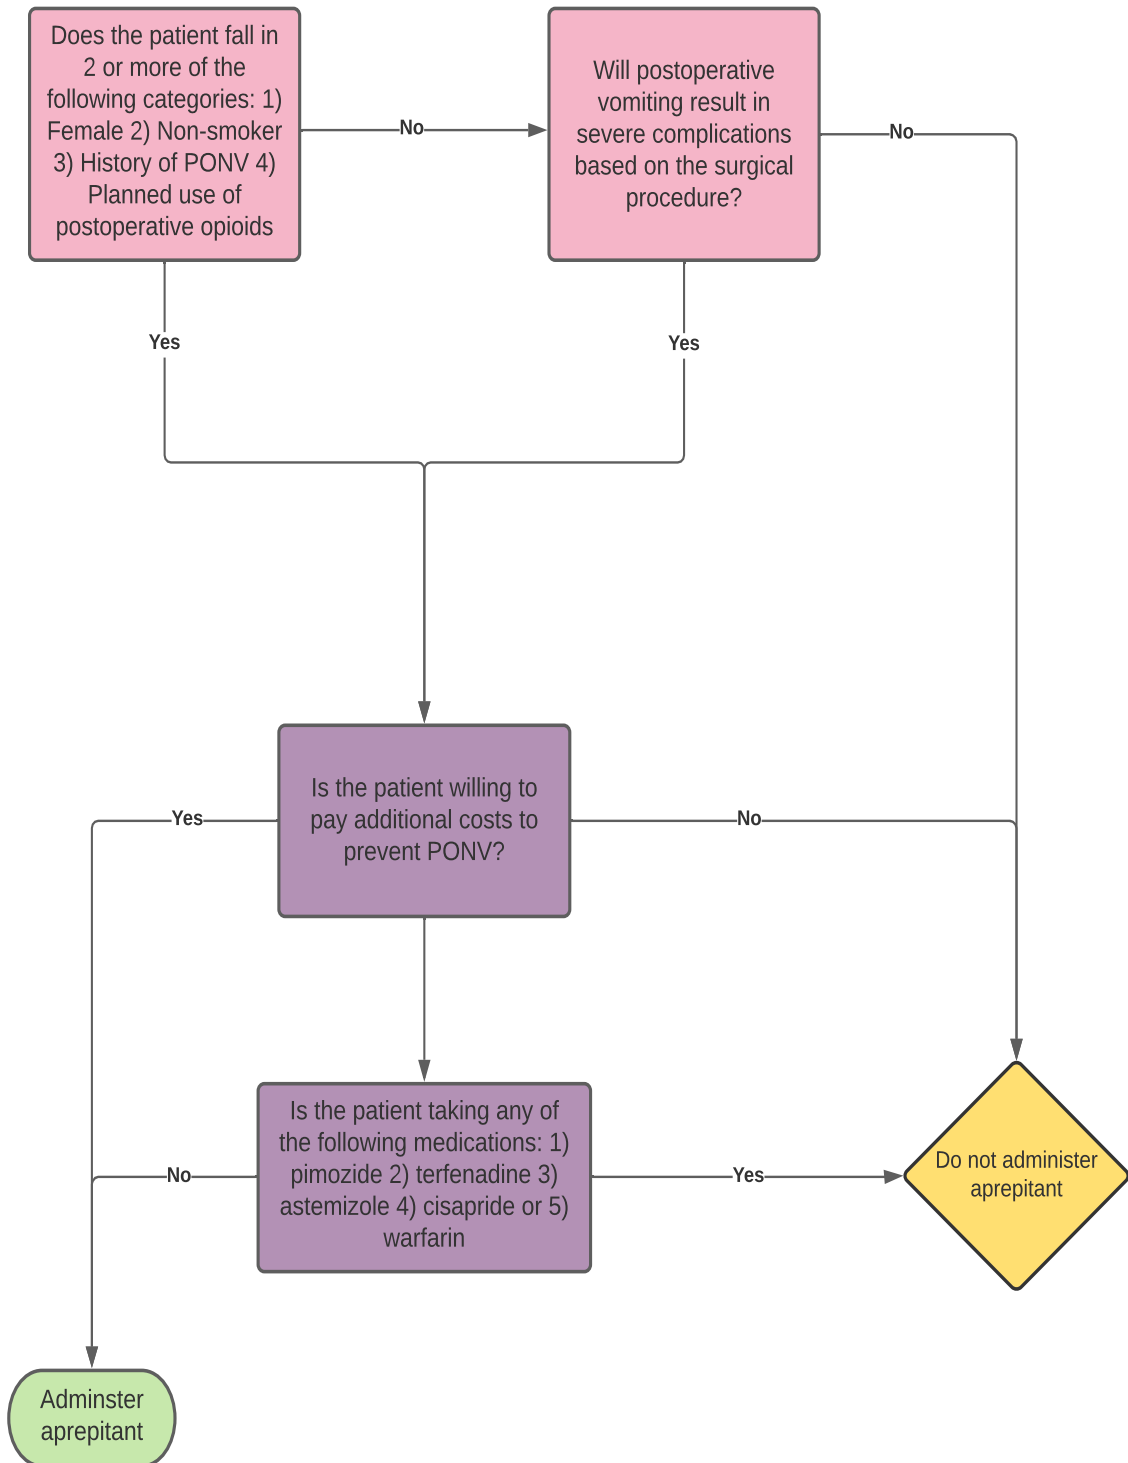 Does the patient fall in
2 or more of the
following categories: 1)
Female 2) Non-smoker
3) History of PONV 4)
Planned use of
postoperative opioids
No
Will postoperative
vomiting result in
severe complications
based on the surgical
procedure?
No
Yes
Yes
Is the patient willing to
pay additional costs to
prevent PONV?
Yes
No
Is the patient taking any of
the following medications: 1)
pimozide 2) terfenadine 3)
astemizole 4) cisapride or 5)
warfarin
No
Yes
Do not administer
aprepitant
Adminster
aprepitant